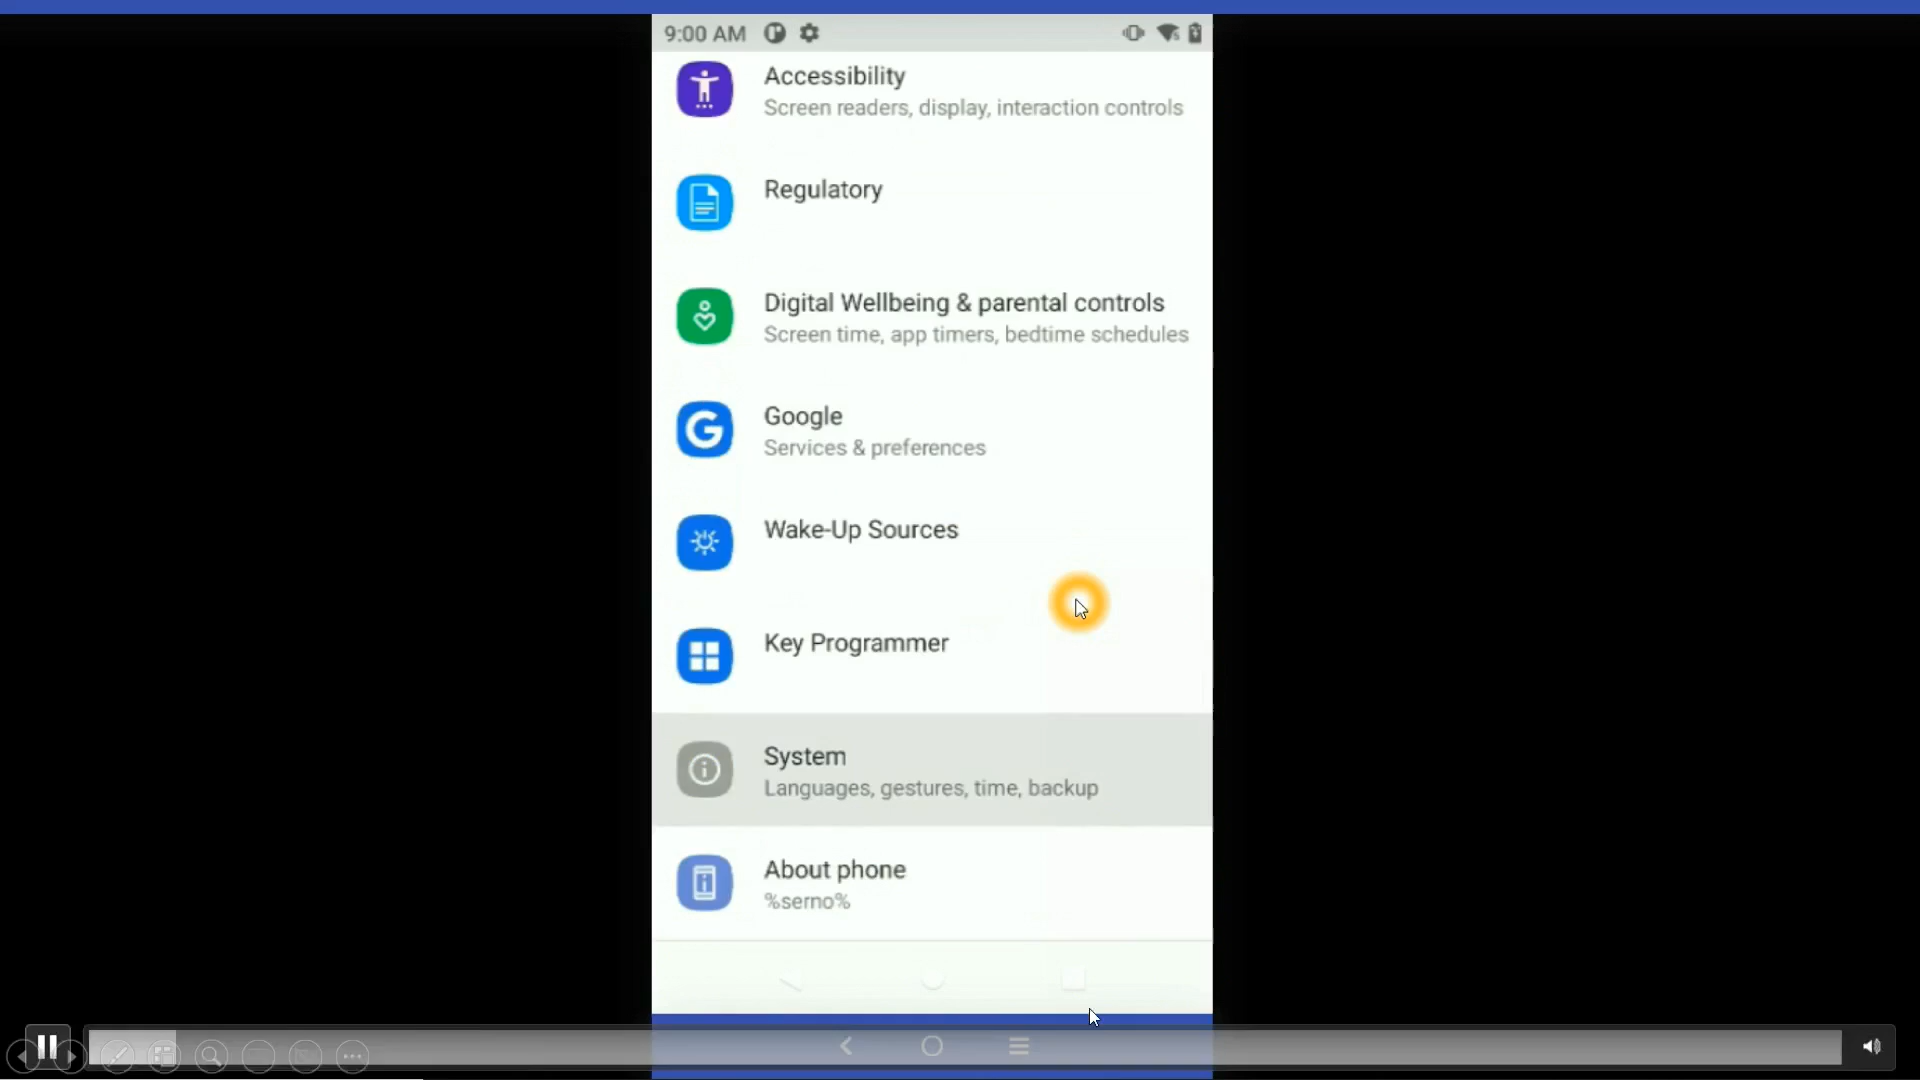 9:00 AM
Accessibility
Screen readers, display, interaction controls
Regulatory
Digital Wellbeing & parental controls
Screen time, app timers, bedtime schedules
Google
Services & preferences
Wake-Up Sources
Key Programmer
System
Languages, gestures, time, backup
About phone
%serno%